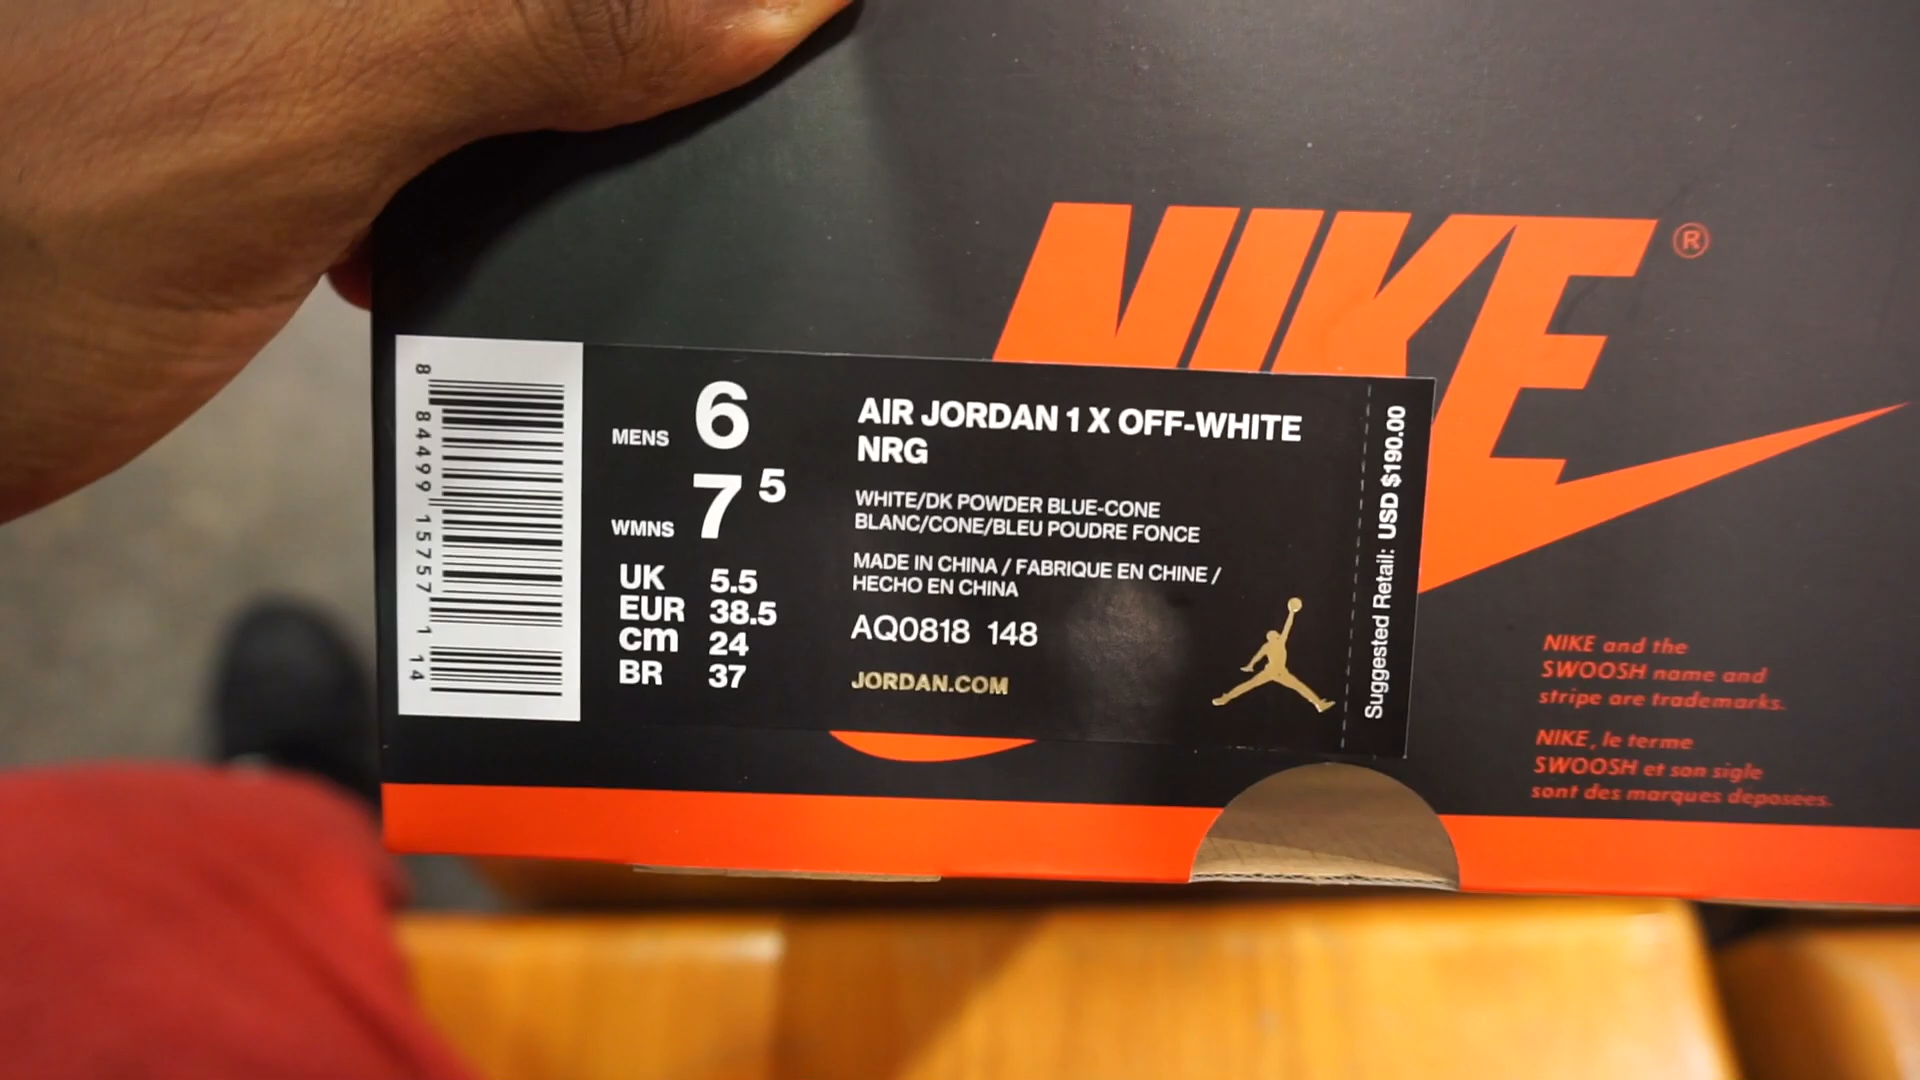 NIKE®
8 84499 15757 1 14
MENS 6
WMNS 7 5
UK 5.5
EUR 38.5
cm 24
BR 37
AIR JORDAN 1 X OFF-WHITE
NRG
WHITE/DK POWDER BLUE-CONE
BLANC/CONE/BLEU POUDRE FONCE
MADE IN CHINA / FABRIQUE EN CHINE /
HECHO EN CHINA
AQ0818 148
JORDAN.COM
Suggested Retail: USD $190.00
NIKE and the
SWOOSH name and
stripe are trademarks.
NIKE, le terme
SWOOSH et son sigle
sont des marques deposees.